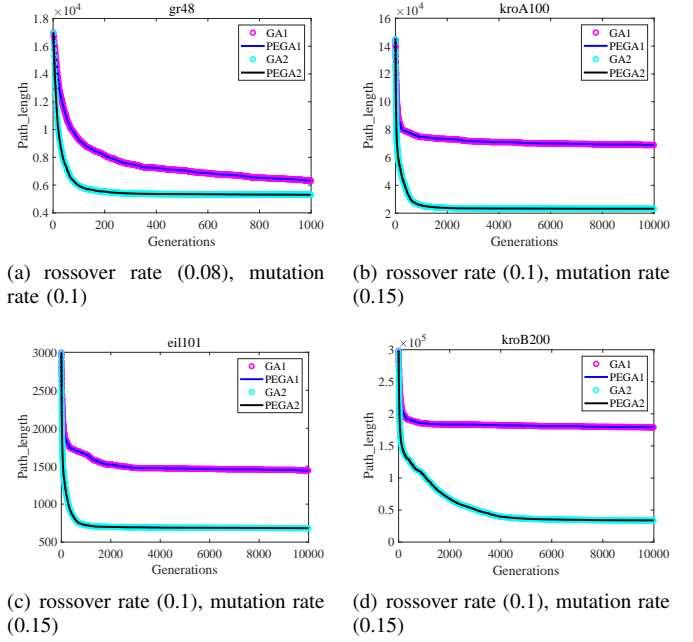 gr48
×10⁴
GA1
PEGA1
GA2
PEGA2
Path_length
1.8
1.6
1.4
1.2
1
0.8
0.6
0.4
0 200 400 600 800 1000
Generations
(a) rossover rate (0.08), mutation
rate (0.1)
kroA100
×10⁴
GA1
PEGA1
GA2
PEGA2
Path_length
16
14
12
10
8
6
4
2
0 2000 4000 6000 8000 10000
Generations
(b) rossover rate (0.1), mutation rate
(0.15)
eil101
GA1
PEGA1
GA2
PEGA2
Path_length
3000
2500
2000
1500
1000
500
0 2000 4000 6000 8000 10000
Generations
(c) rossover rate (0.1), mutation rate
(0.15)
kroB200
×10⁵
GA1
PEGA1
GA2
PEGA2
Path_length
3
2.5
2
1.5
1
0.5
0
0 2000 4000 6000 8000 10000
Generations
(d) rossover rate (0.1), mutation rate
(0.15)